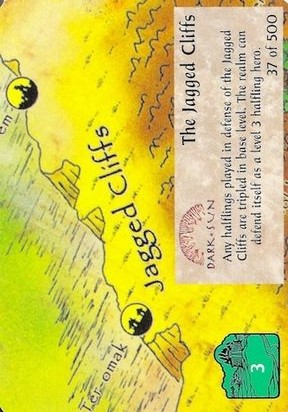 The Jagged Cliffs
DARK•SUN
Any halflings played in defense of the Jagged
Cliffs are tripled in base level. The realm can
defend itself as a level 3 halfling hero.
37 of 500
Jagged Cliffs
em
Ter-omak
3